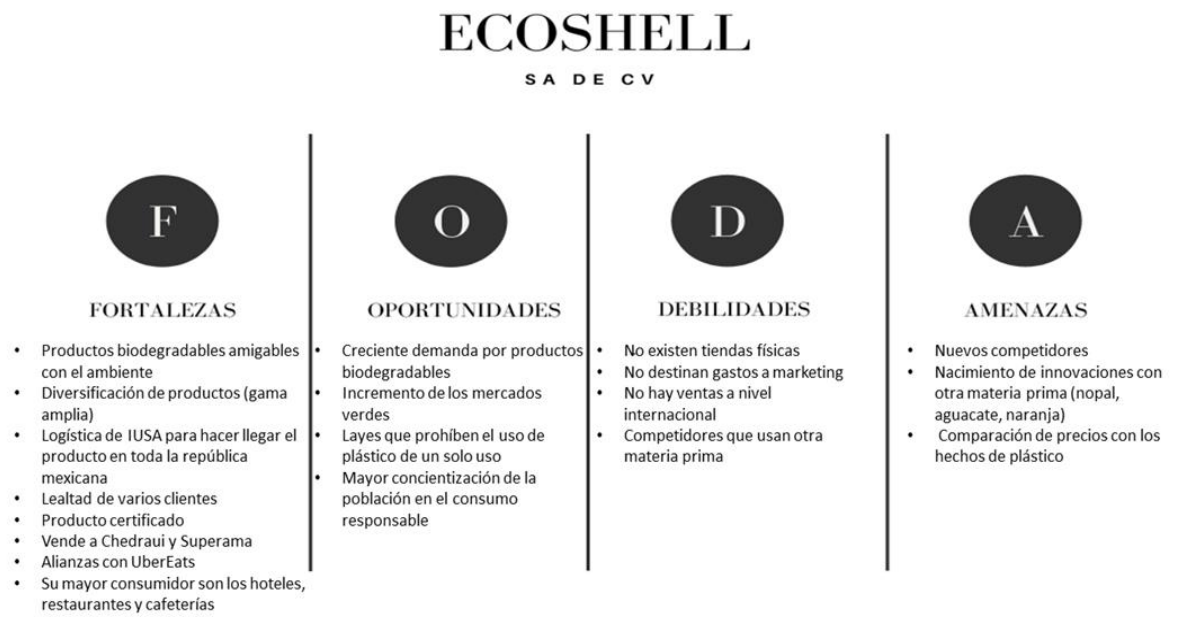 ECOSHELL
SA DE CV
F
FORTALEZAS
• Productos biodegradables amigables
con el ambiente
• Diversificación de productos (gama
amplia)
• Logística de IUSA para hacer llegar el
producto en toda la república
mexicana
• Lealtad de varios clientes
• Producto certificado
• Vende a Chedraui y Superama
• Alianzas con UberEats
• Su mayor consumidor son los hoteles,
restaurantes y cafeterías
O
OPORTUNIDADES
• Creciente demanda por productos
biodegradables
• Incremento de los mercados
verdes
• Layes que prohíben el uso de
plástico de un solo uso
• Mayor concientización de la
población en el consumo
responsable
D
DEBILIDADES
• No existen tiendas físicas
• No destinan gastos a marketing
• No hay ventas a nivel
internacional
• Competidores que usan otra
materia prima
A
AMENAZAS
• Nuevos competidores
• Nacimiento de innovaciones con
otra materia prima (nopal,
aguacate, naranja)
• Comparación de precios con los
hechos de plástico